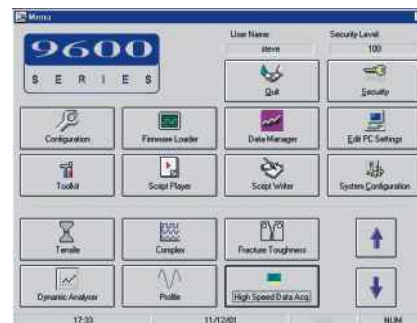 Menu
User Name:
Security Level:
steve
100
9600
SERIES
Quit
Security
Configuration
Firmware Loader
Data Manager
Edit PC Settings
Toolkit
Script Player
Script Writer
System Configuration
Tensile
Complex
Fracture Toughness
Dynamic Analyser
Profile
High Speed Data Acq
17:33
11/12/01
NUM